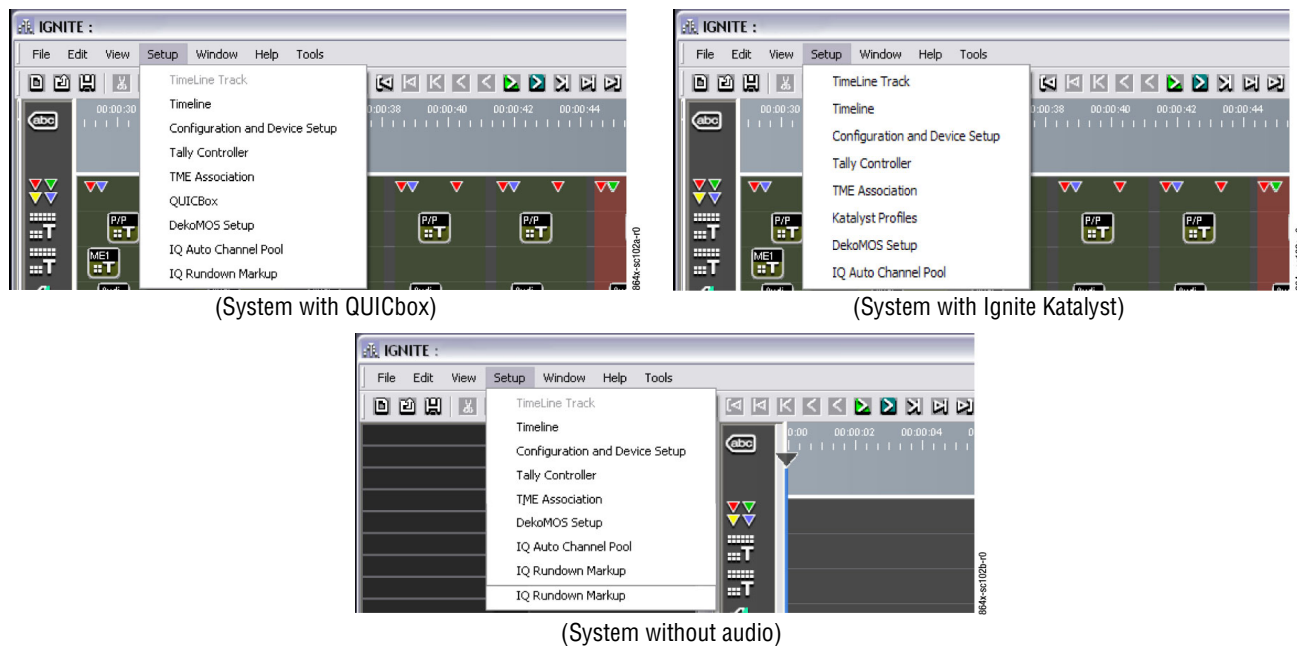 IGNITE :
File Edit View Setup Window Help Tools
TimeLine Track
Timeline
Configuration and Device Setup
Tally Controller
TME Association
QUICBox
DekoMOS Setup
IQ Auto Channel Pool
IQ Rundown Markup
abc
00:00:30
0:00:38 00:00:40 00:00:42 00:00:44
P/P
T
P/P
T
P/P
T
T
ME1
T
864x-sc102a-r0
(System with QUICbox)
IGNITE :
File Edit View Setup Window Help Tools
TimeLine Track
Timeline
Configuration and Device Setup
Tally Controller
TME Association
Katalyst Profiles
DekoMOS Setup
IQ Auto Channel Pool
abc
00:00:30
0:00:38 00:00:40 00:00:42 00:00:44
P/P
T
P/P
T
P/P
T
T
ME1
T
(System with Ignite Katalyst)
IGNITE :
File Edit View Setup Window Help Tools
TimeLine Track
Timeline
Configuration and Device Setup
Tally Controller
TME Association
DekoMOS Setup
IQ Auto Channel Pool
IQ Rundown Markup
IQ Rundown Markup
abc
0:00 00:00:02 00:00:04 0
T
T
864x-sc102b-r0
(System without audio)